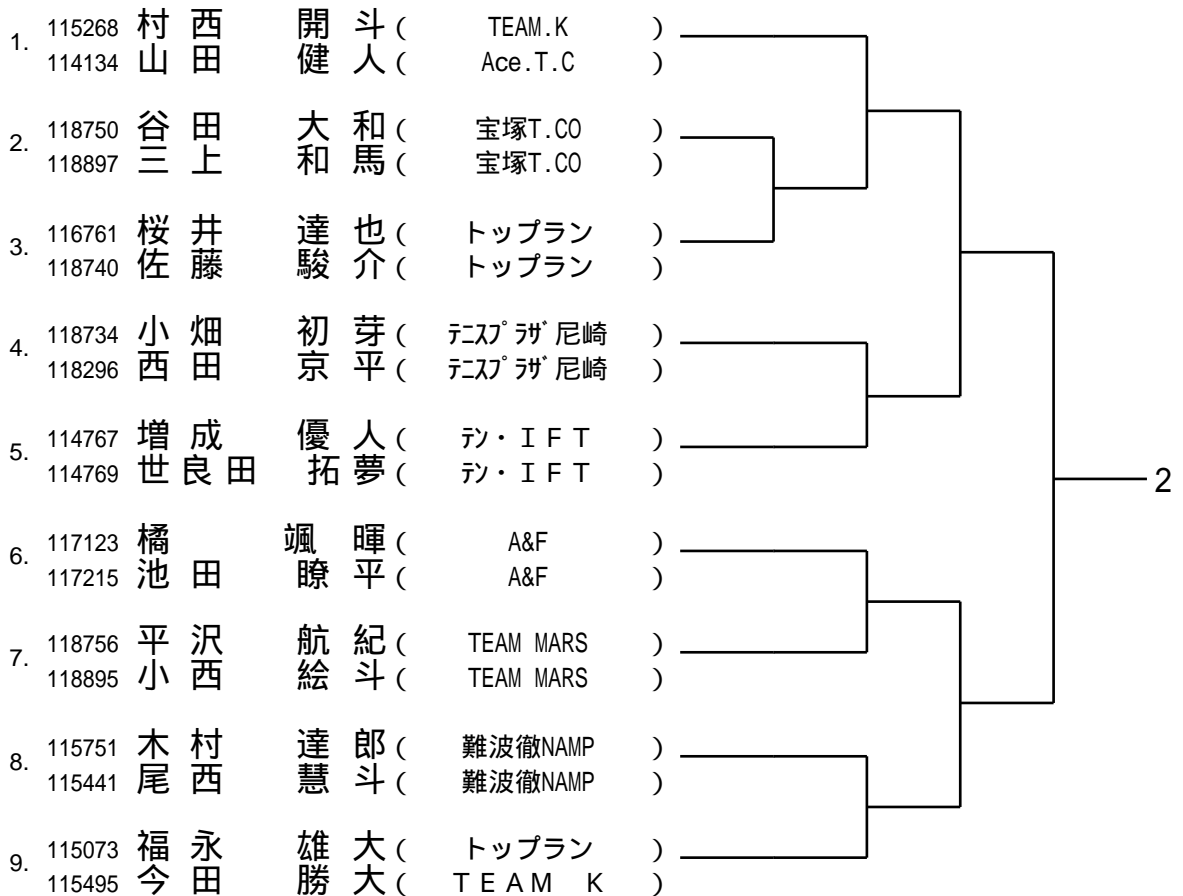 1. 115268 村西 開斗( TEAM.K )
114134 山田 健人( Ace.T.C )
2. 118750 谷田 大和( 宝塚T.CO )
118897 三上 和馬( 宝塚T.CO )
3. 116761 桜井 達也( トップラン )
118740 佐藤 駿介( トップラン )
4. 118734 小畑 初芽( テニスプラザ尼崎 )
118296 西田 京平( テニスプラザ尼崎 )
5. 114767 増成 優人( テン・IFT )
114769 世良田 拓夢( テン・IFT )
2
6. 117123 橘 颯暉( A&F )
117215 池田 瞭平( A&F )
7. 118756 平沢 航紀( TEAM MARS )
118895 小西 絵斗( TEAM MARS )
8. 115751 木村 達郎( 難波徹NAMP )
115441 尾西 慧斗( 難波徹NAMP )
9. 115073 福永 雄大( トップラン )
115495 今田 勝大( TEAM K )